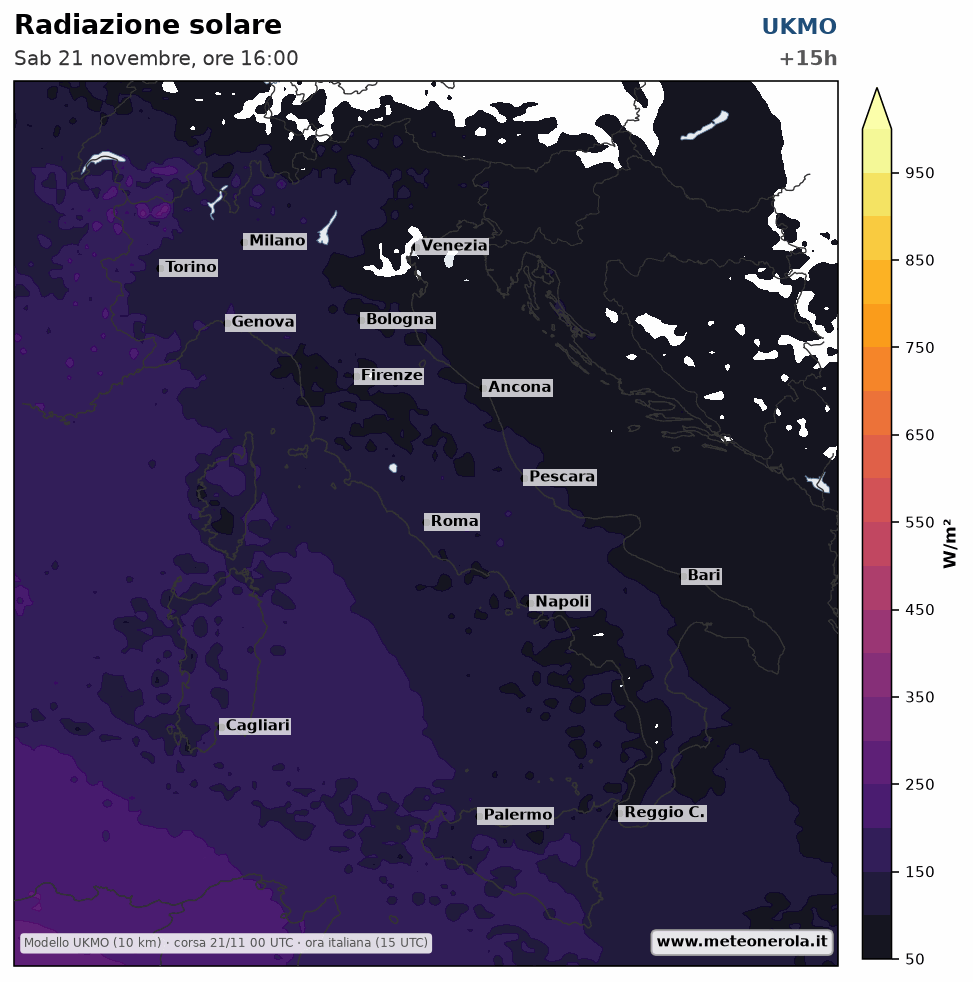 Radiazione solare
UKMO
Sab 21 novembre, ore 16:00
+15h
Milano
Venezia
Torino
Genova
Bologna
Firenze
Ancona
Pescara
Roma
Bari
Napoli
Cagliari
Palermo
Reggio C.
950
850
750
650
550
450
350
250
150
50
W/m²
Modello UKMO (10 km) · corsa 21/11 00 UTC · ora italiana (15 UTC)
www.meteonerola.it